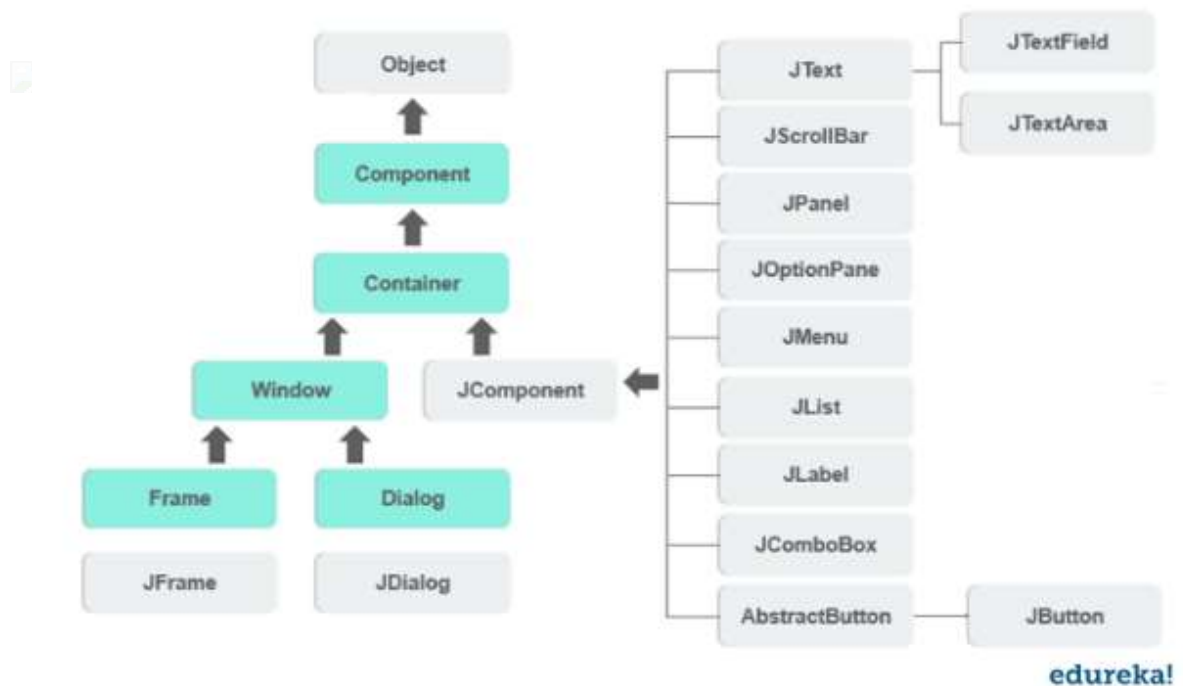 Object
Component
Container
Window
JComponent
Frame
Dialog
JFrame
JDialog
JText
JScrollBar
JPanel
JOptionPane
JMenu
JList
JLabel
JComboBox
AbstractButton
JTextField
JTextArea
JButton
edureka!